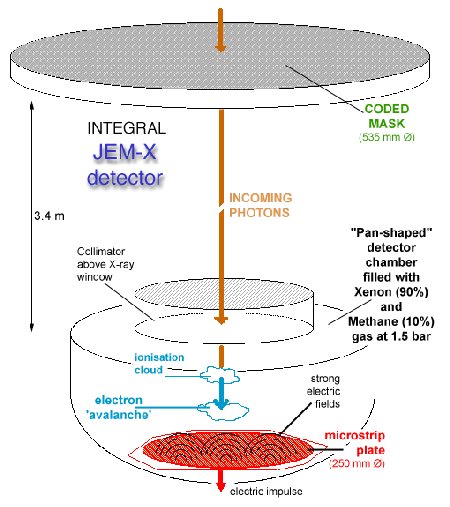 CODED
MASK
(535 mm Ø)
INTEGRAL
JEM-X
detector
INCOMING
PHOTONS
3.4 m
"Pan-shaped"
detector
chamber
filled with
Xenon (90%)
and
Methane (10%)
gas at 1.5 bar
Collimator
above X-ray
window
ionisation
cloud
electron
'avalanche'
strong
electric
fields
microstrip
plate
(250 mm Ø)
electric impulse